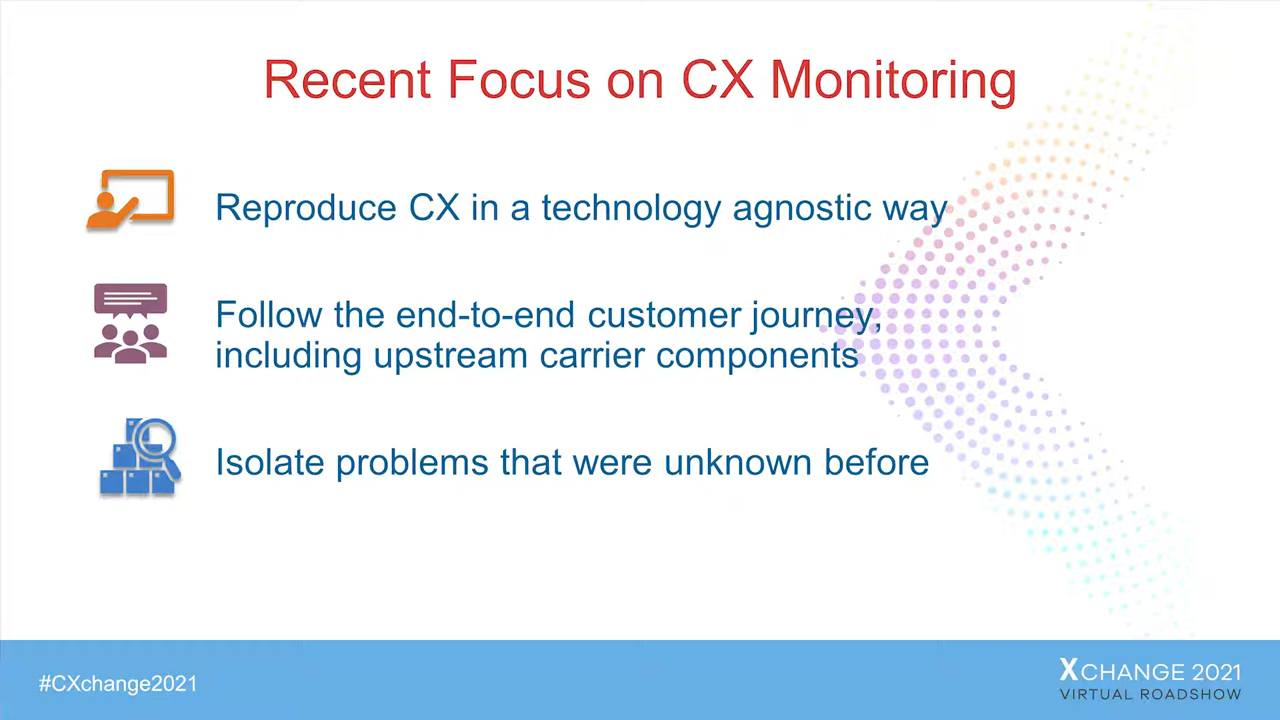 Recent Focus on CX Monitoring
Reproduce CX in a technology agnostic way
Follow the end-to-end customer journey,
including upstream carrier components
Isolate problems that were unknown before
#CXchange2021
XCHANGE 2021
VIRTUAL ROADSHOW